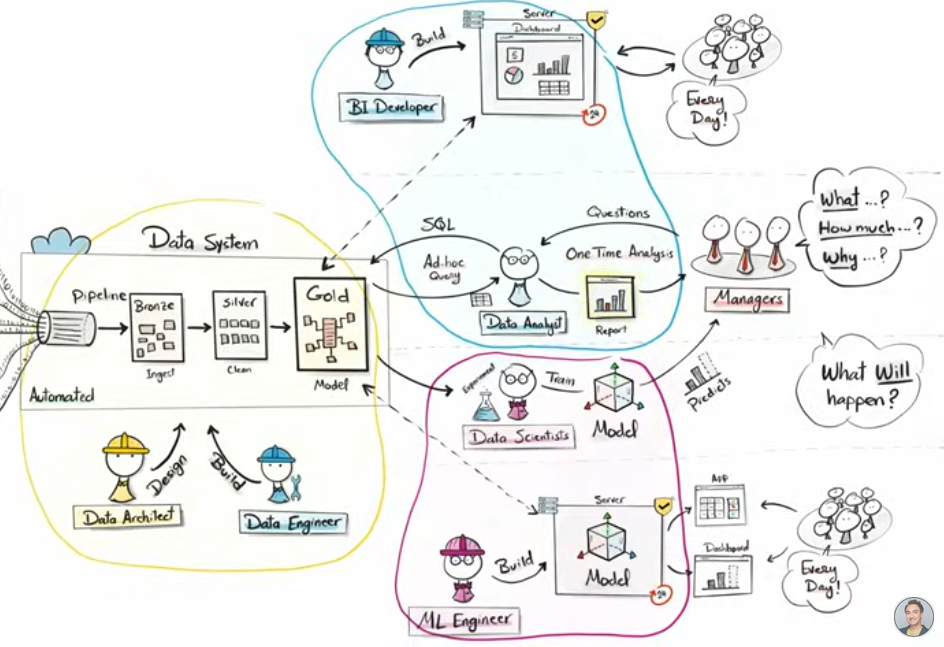 Server
Dashboard
Build
BI Developer
24
Every
Day!
What ...?
How much ...?
Why ...?
SQL
Questions
Ad-hoc
Query
One Time Analysis
Data Analyst
Report
Managers
Data System
Pipeline
Bronze
Silver
Gold
Ingest
Clean
Model
Automated
Design
Build
Data Architect
Data Engineer
Experiment
Train
Data Scientists
Model
Predicts
What Will
happen?
Server
Model
24
Build
ML Engineer
App
Dashboard
Every
Day!